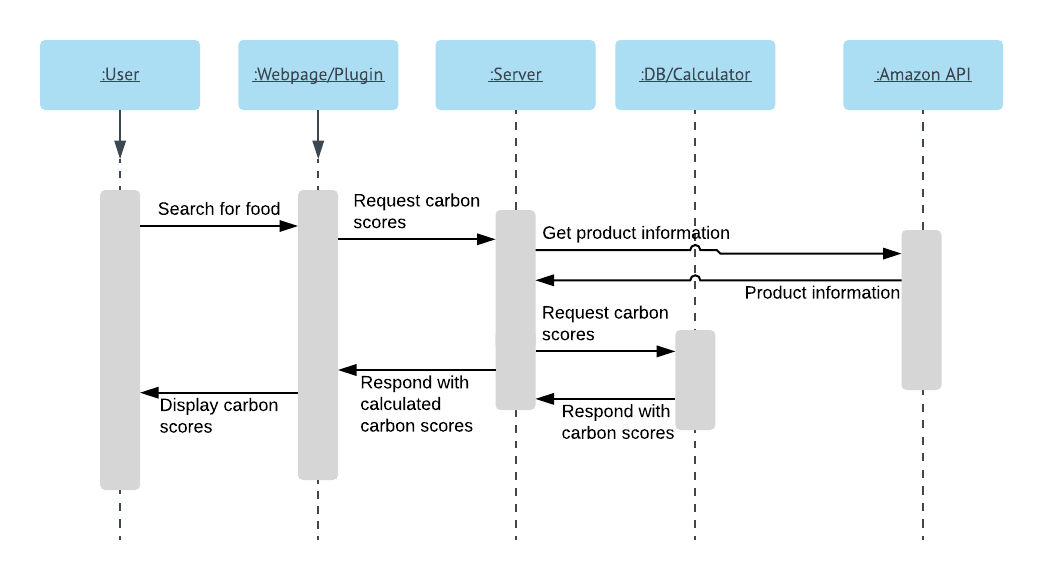 :User
:Webpage/Plugin
:Server
:DB/Calculator
:Amazon API
Search for food
Request carbon
scores
Get product information
Product information
Request carbon
scores
Respond with
calculated
carbon scores
Display carbon
scores
Respond with
carbon scores